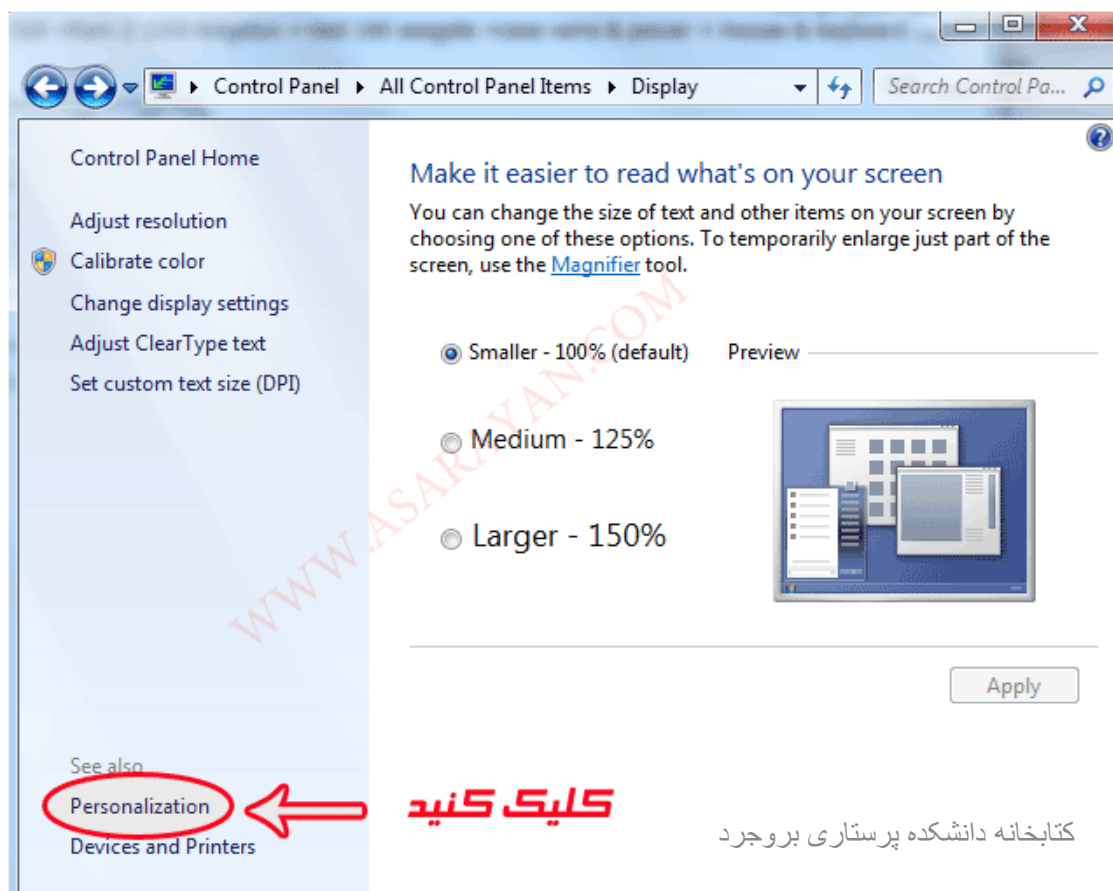 Control Panel ▸ All Control Panel Items ▸ Display
Search Control Pa...
Control Panel Home
Adjust resolution
Calibrate color
Change display settings
Adjust ClearType text
Set custom text size (DPI)
Make it easier to read what's on your screen
You can change the size of text and other items on your screen by
choosing one of these options. To temporarily enlarge just part of the
screen, use the Magnifier tool.
Smaller - 100% (default)
Preview
Medium - 125%
Larger - 150%
WWW.ASARAYAN.COM
Apply
See also
Personalization
کلیک کنید
Devices and Printers
کتابخانه دانشکده پرستاری بروجرد